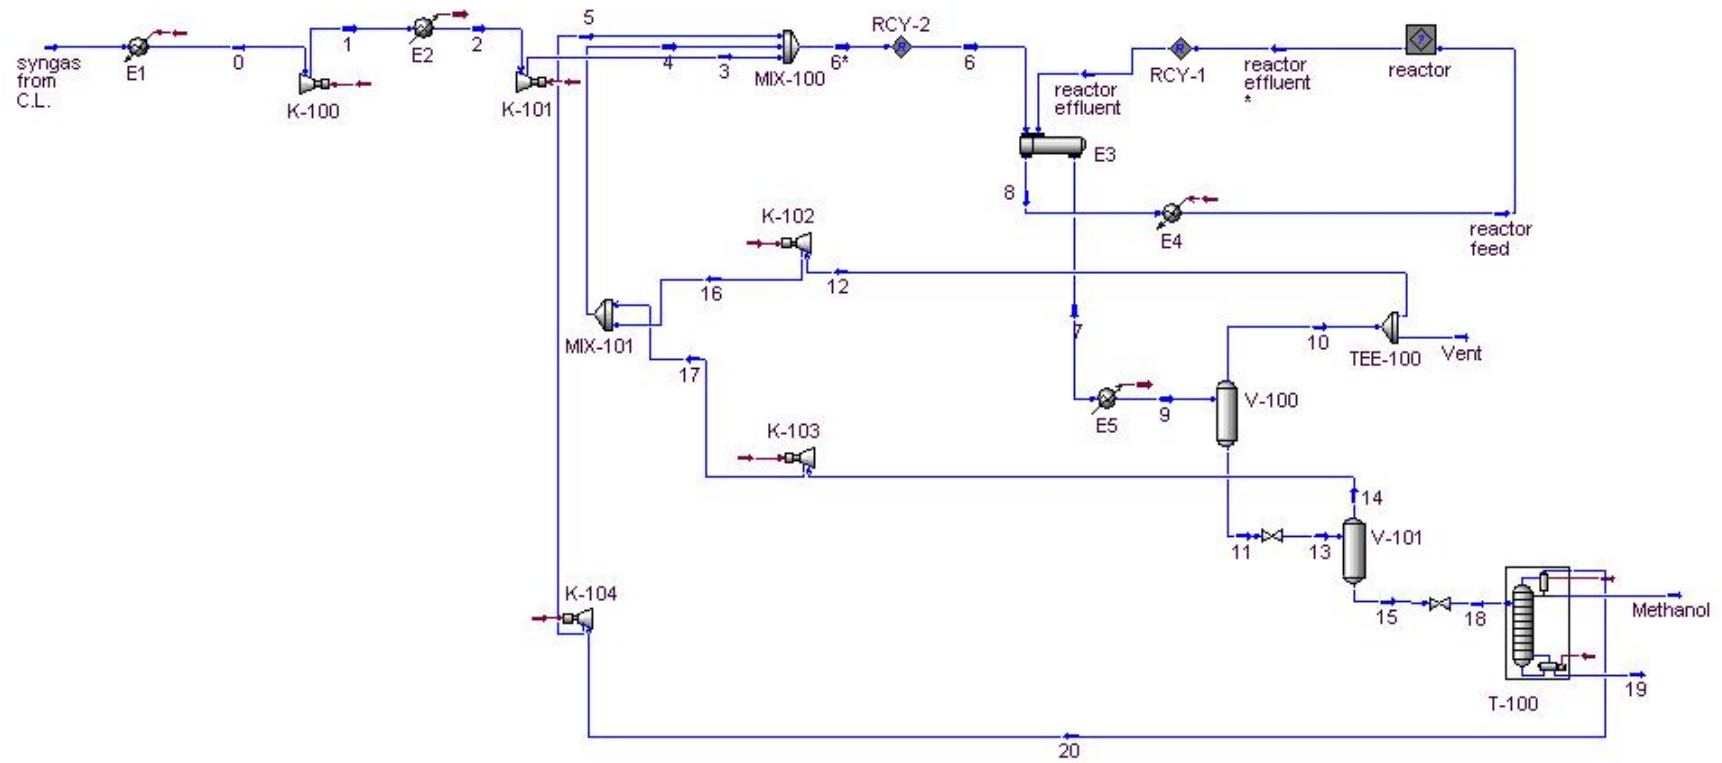 5
RCY-2
1
2
syngas
from
C.L.
E1
0
E2
K-100
K-101
4
3
MIX-100
6*
6
reactor
effluent
RCY-1
reactor
effluent
*
reactor
E3
8
E4
reactor
feed
K-102
16
12
MIX-101
17
7
10
TEE-100
Vent
E5
9
V-100
K-103
14
11
13
V-101
K-104
15
18
Methanol
19
T-100
20
R
R
?